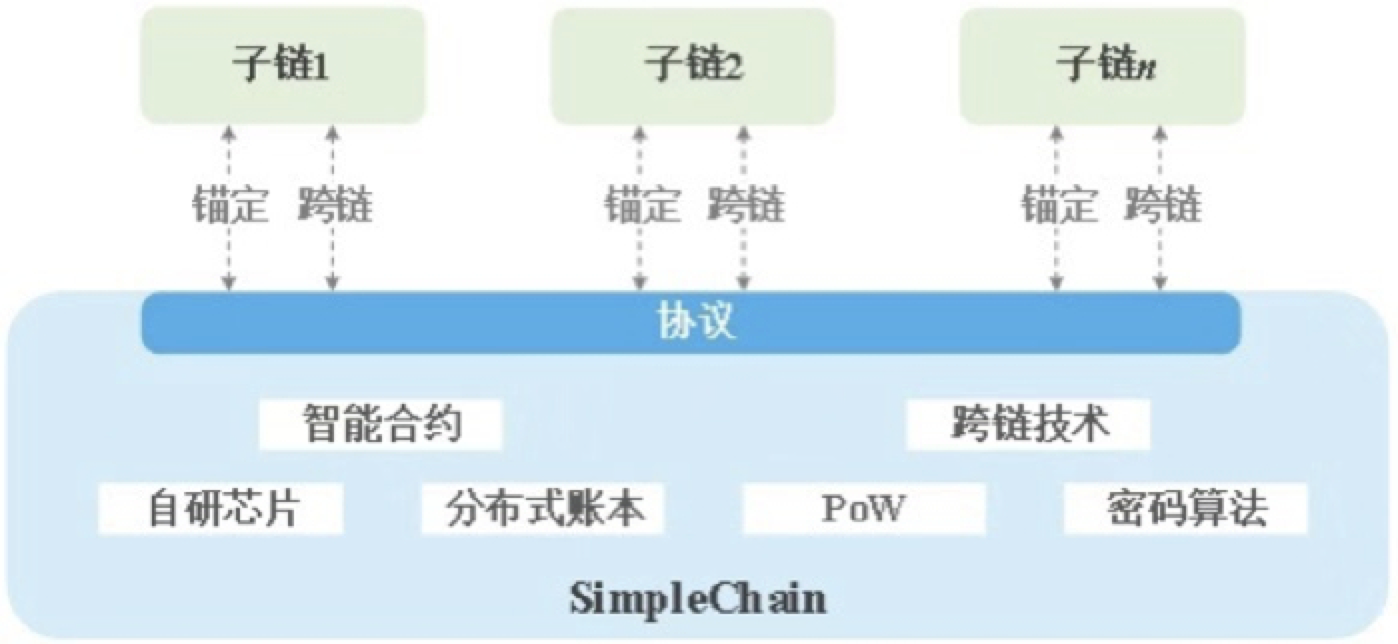 子链1 子链2 子链n
锚定 跨链 锚定 跨链 锚定 跨链
协议
智能合约 跨链技术
自研芯片 分布式账本 PoW 密码算法
SimpleChain